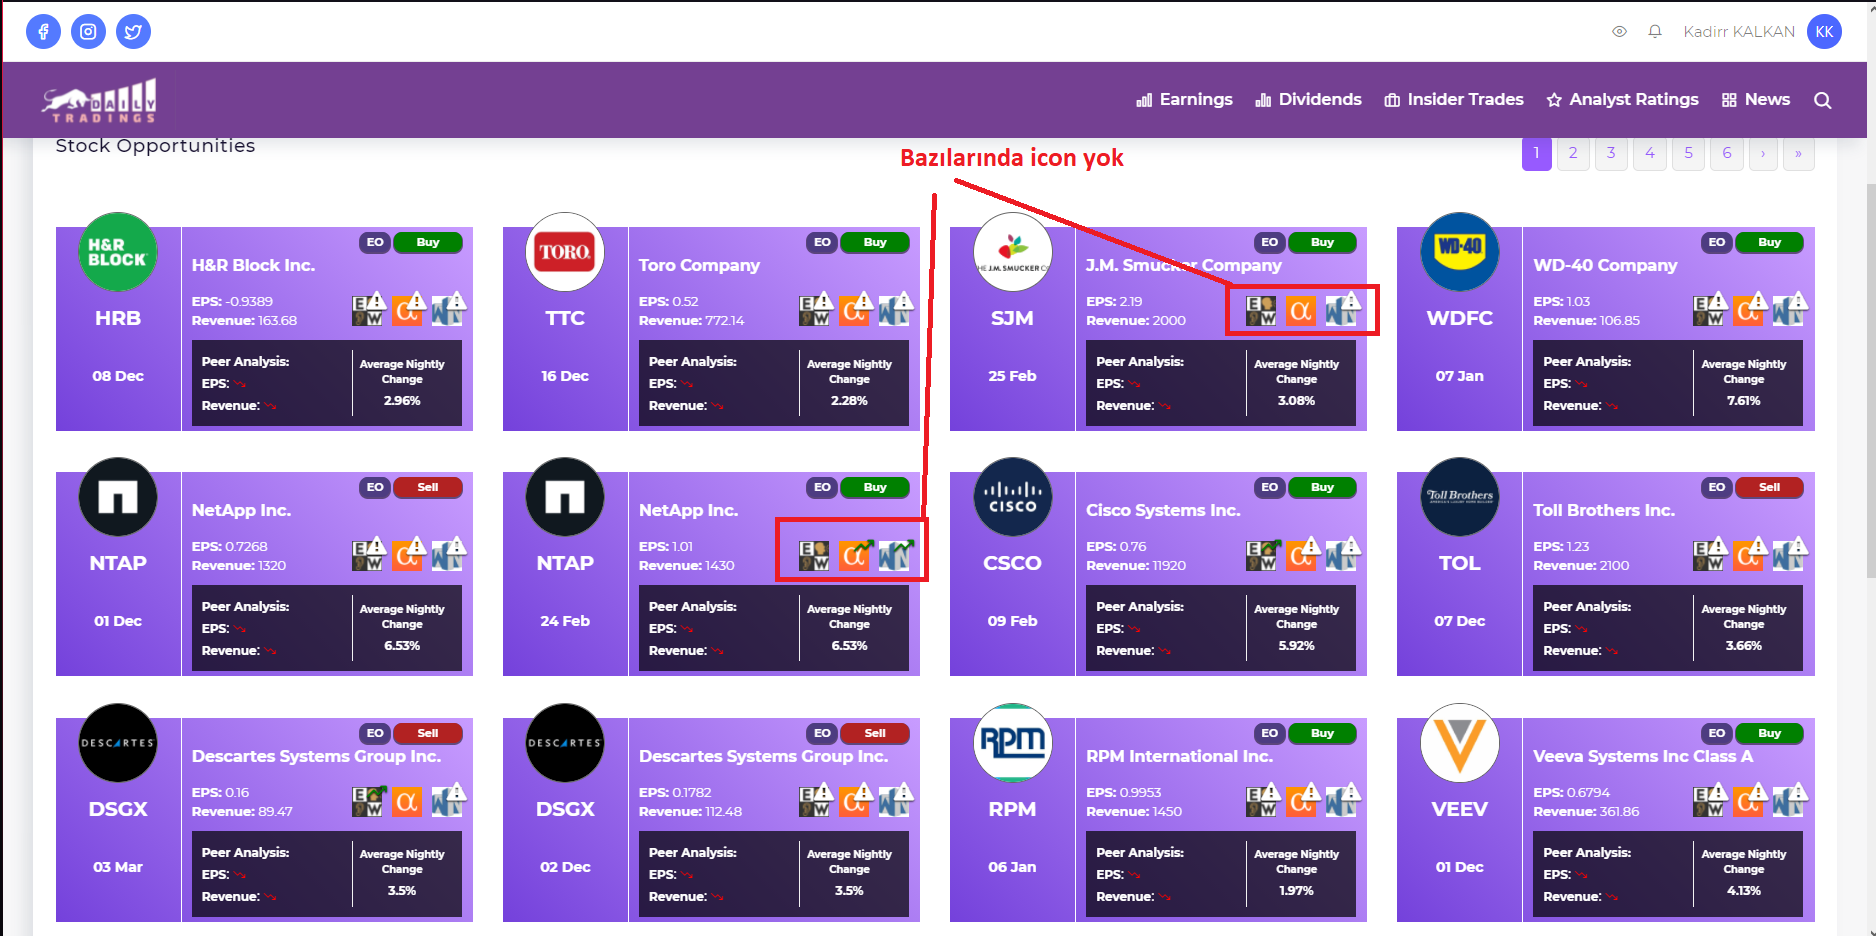 Kadirr KALKAN KK
DAILY
TRADINGS
Earnings Dividends Insider Trades Analyst Ratings News
Stock Opportunities
Bazılarında icon yok
1 2 3 4 5 6 › »
H&R
BLOCK
HRB
08 Dec
EO Buy
H&R Block Inc.
EPS: -0.9389
Revenue: 163.68
E
W
α
W
Peer Analysis:
EPS:
Revenue:
Average Nightly
Change
2.96%
TORO.
TTC
16 Dec
EO Buy
Toro Company
EPS: 0.52
Revenue: 772.14
E
W
α
W
Peer Analysis:
EPS:
Revenue:
Average Nightly
Change
2.28%
HE J.M. SMUCKER CO
SJM
25 Feb
EO Buy
J.M. Smucker Company
EPS: 2.19
Revenue: 2000
E
W
α
W
Peer Analysis:
EPS:
Revenue:
Average Nightly
Change
3.08%
WD-40
WDFC
07 Jan
EO Buy
WD-40 Company
EPS: 1.03
Revenue: 106.85
E
W
α
W
Peer Analysis:
EPS:
Revenue:
Average Nightly
Change
7.61%
NTAP
01 Dec
EO Sell
NetApp Inc.
EPS: 0.7268
Revenue: 1320
E
W
α
W
Peer Analysis:
EPS:
Revenue:
Average Nightly
Change
6.53%
NTAP
24 Feb
EO Buy
NetApp Inc.
EPS: 1.01
Revenue: 1430
E
W
α
W
Peer Analysis:
EPS:
Revenue:
Average Nightly
Change
6.53%
CISCO
CSCO
09 Feb
EO Buy
Cisco Systems Inc.
EPS: 0.76
Revenue: 11920
E
W
α
W
Peer Analysis:
EPS:
Revenue:
Average Nightly
Change
5.92%
Toll Brothers
TOL
07 Dec
EO Sell
Toll Brothers Inc.
EPS: 1.23
Revenue: 2100
E
W
α
W
Peer Analysis:
EPS:
Revenue:
Average Nightly
Change
3.66%
DESCARTES
DSGX
03 Mar
EO Sell
Descartes Systems Group Inc.
EPS: 0.16
Revenue: 89.47
E
W
α
W
Peer Analysis:
EPS:
Revenue:
Average Nightly
Change
3.5%
DESCARTES
DSGX
02 Dec
EO Sell
Descartes Systems Group Inc.
EPS: 0.1782
Revenue: 112.48
E
W
α
W
Peer Analysis:
EPS:
Revenue:
Average Nightly
Change
3.5%
RPM
RPM
06 Jan
EO Buy
RPM International Inc.
EPS: 0.9953
Revenue: 1450
E
W
α
W
Peer Analysis:
EPS:
Revenue:
Average Nightly
Change
1.97%
VEEV
01 Dec
EO Buy
Veeva Systems Inc Class A
EPS: 0.6794
Revenue: 361.86
E
W
α
W
Peer Analysis:
EPS:
Revenue:
Average Nightly
Change
4.13%